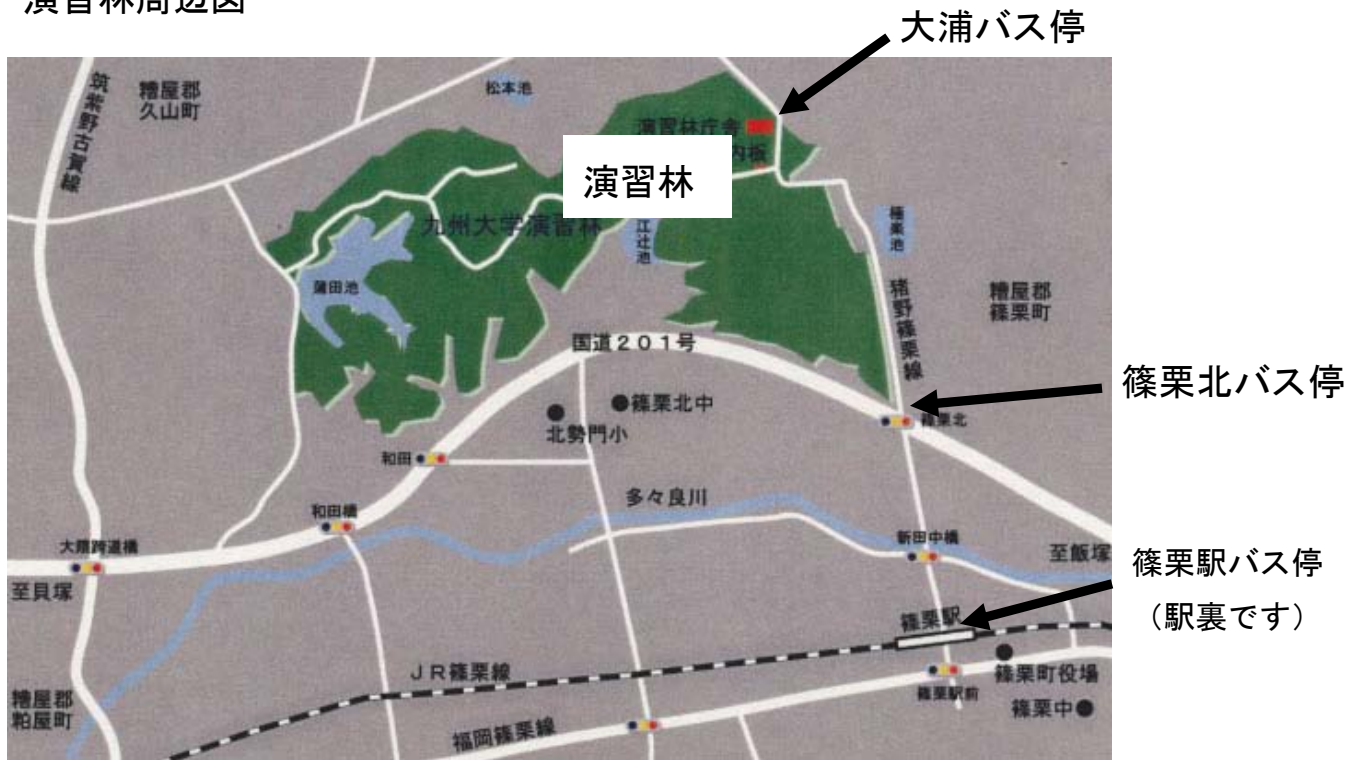 演習林周辺図
大浦バス停
筑紫野古賀線
糟屋郡
久山町
松本池
演習林庁舎
内板
演習林
九州大学演習林
江辻池
極楽池
蒲田池
猪野篠栗線
糟屋郡
篠栗町
国道201号
篠栗北バス停
篠栗北中
北勢門小
篠栗北
和田
多々良川
和田橋
大隈跨道橋
新田中橋
至飯塚
至貝塚
篠栗駅バス停
(駅裏です)
篠栗駅
JR篠栗線
篠栗町役場
篠栗駅前
篠栗中
糟屋郡
粕屋町
福岡篠栗線